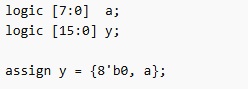 logic [7:0]  a;
logic [15:0] y;
assign y = {8'b0, a};